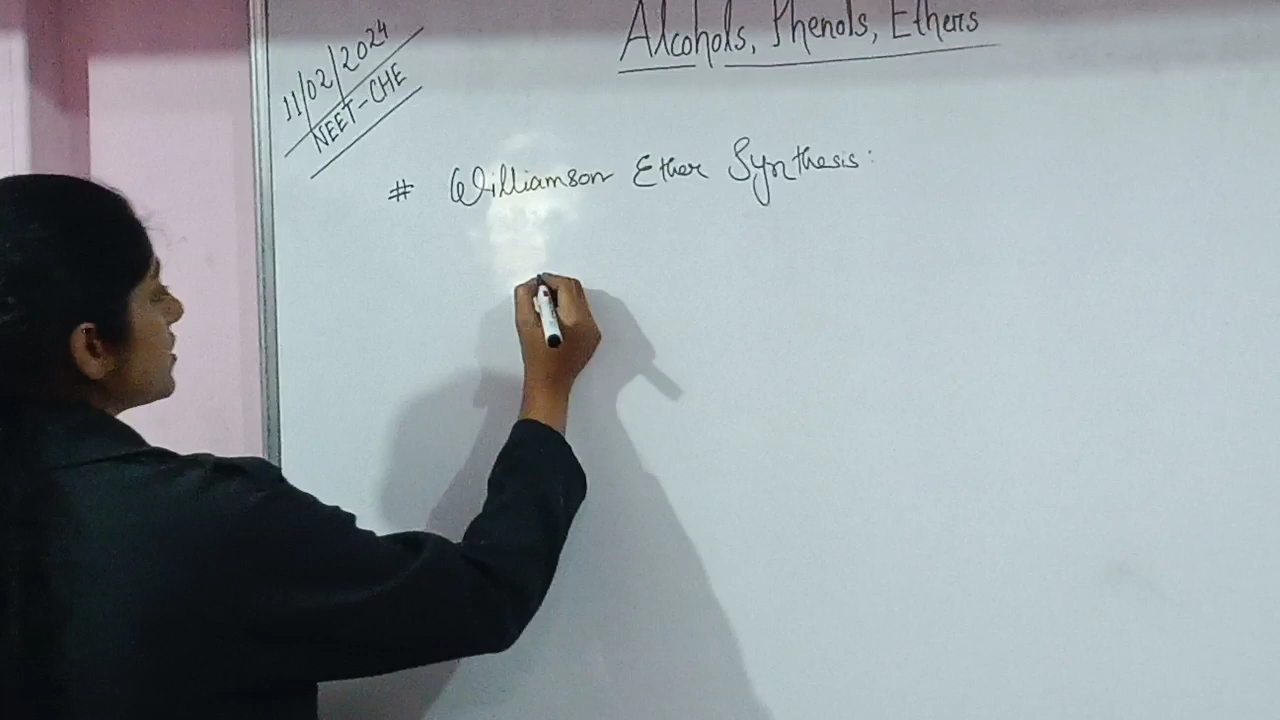 11/02/2024
NEET-CHE
Alcohols, Phenols, Ethers
# Williamson Ether Synthesis: